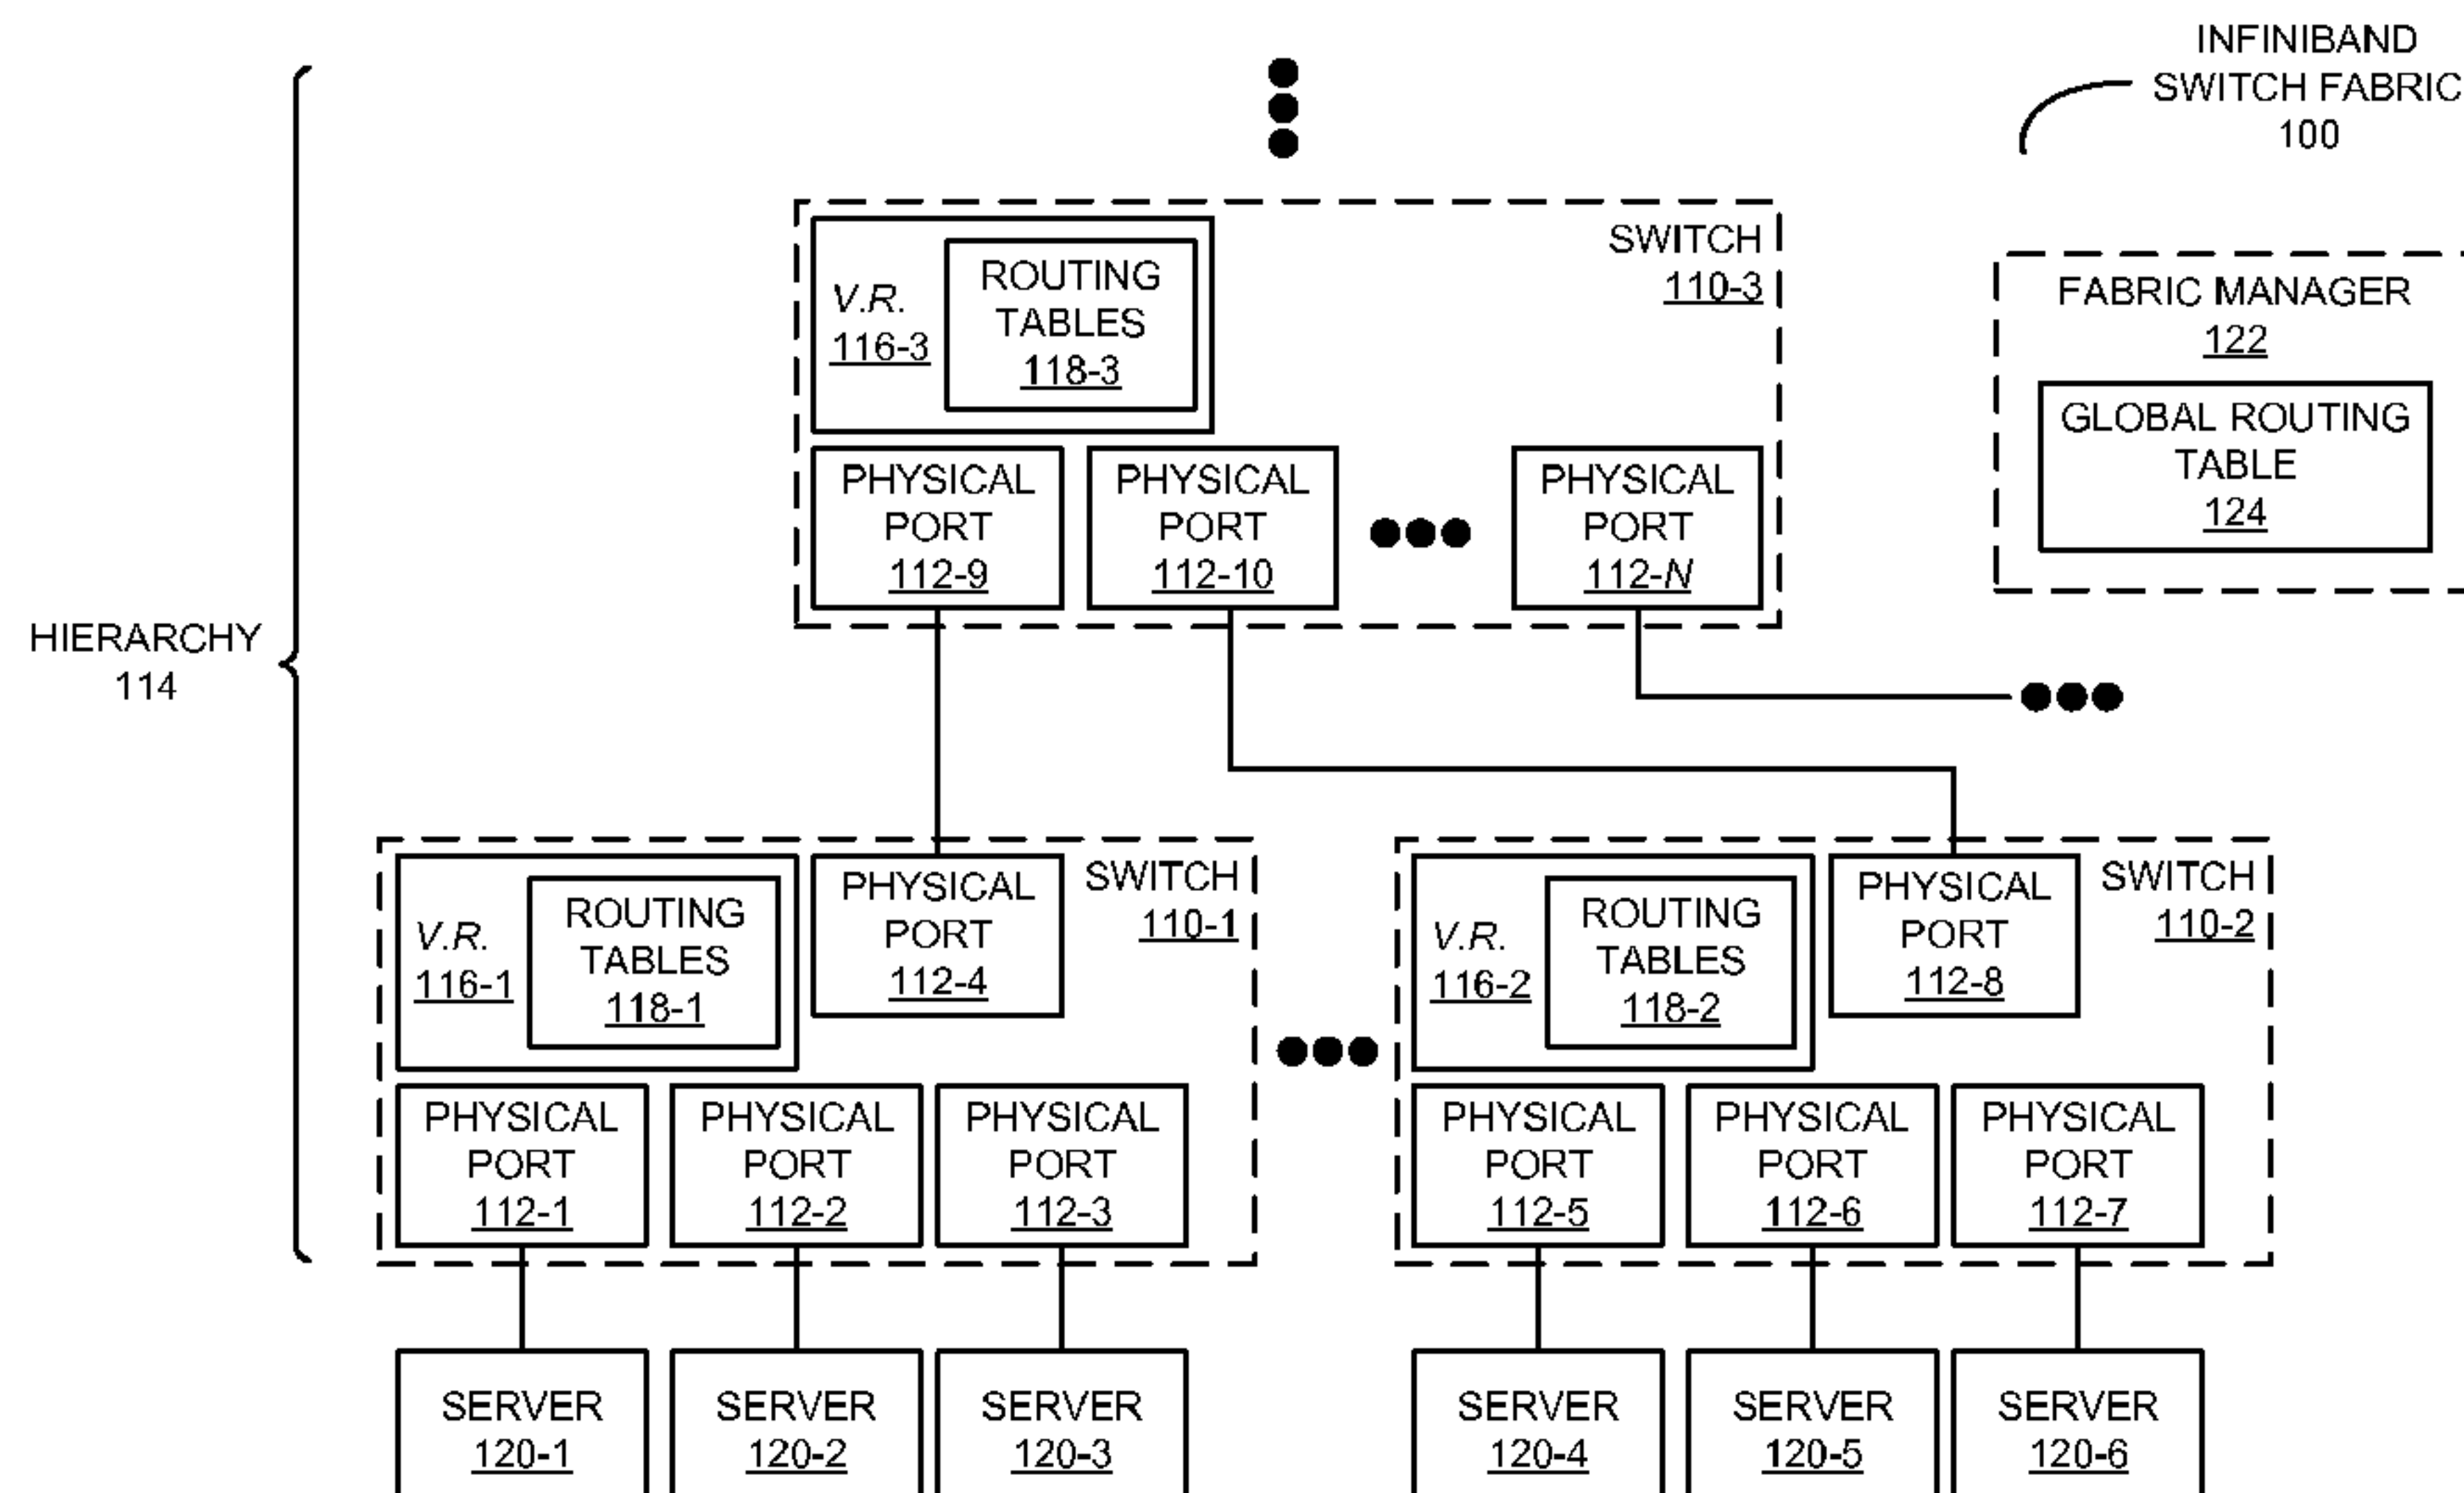 INFINIBAND
SWITCH FABRIC
100
SWITCH
110-3
V.R.
116-3
ROUTING
TABLES
118-3
PHYSICAL
PORT
112-9
PHYSICAL
PORT
112-10
PHYSICAL
PORT
112-N
FABRIC MANAGER
122
GLOBAL ROUTING
TABLE
124
HIERARCHY
114
V.R.
116-1
ROUTING
TABLES
118-1
PHYSICAL
PORT
112-4
SWITCH
110-1
PHYSICAL
PORT
112-1
PHYSICAL
PORT
112-2
PHYSICAL
PORT
112-3
V.R.
116-2
ROUTING
TABLES
118-2
PHYSICAL
PORT
112-8
SWITCH
110-2
PHYSICAL
PORT
112-5
PHYSICAL
PORT
112-6
PHYSICAL
PORT
112-7
SERVER
120-1
SERVER
120-2
SERVER
120-3
SERVER
120-4
SERVER
120-5
SERVER
120-6